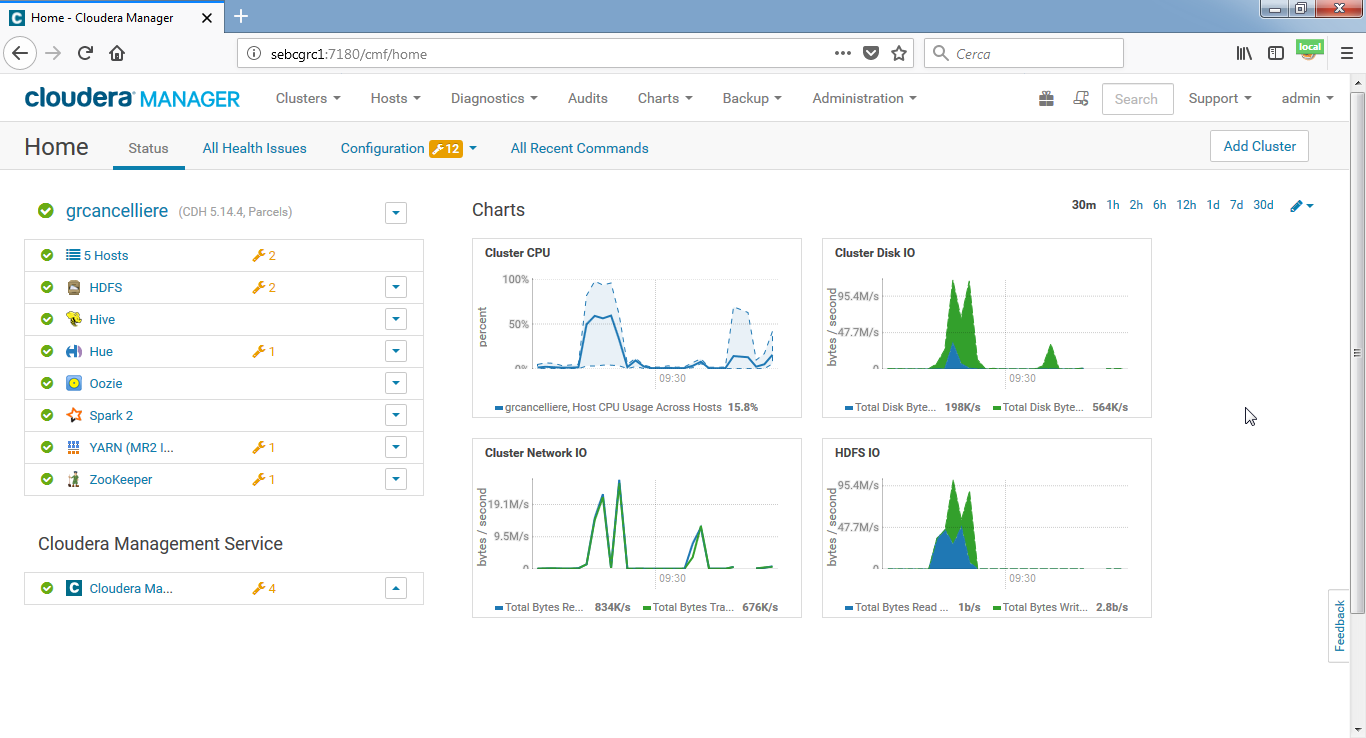 Home - Cloudera Manager
sebcgrc1:7180/cmf/home
Cerca
local
cloudera MANAGER Clusters Hosts Diagnostics Audits Charts Backup Administration Search Support admin
Home Status All Health Issues Configuration 12 All Recent Commands Add Cluster
grcancelliere (CDH 5.14.4, Parcels)
5 Hosts 2
HDFS 2
Hive
Hue 1
Oozie
Spark 2
YARN (MR2 I... 1
ZooKeeper 1
Cloudera Management Service
Cloudera Ma... 4
Charts
30m 1h 2h 6h 12h 1d 7d 30d
Cluster CPU
percent
100%
50%
0%
09:30
grcancelliere, Host CPU Usage Across Hosts 15.8%
Cluster Disk IO
bytes / second
95.4M/s
47.7M/s
0
09:30
Total Disk Byte... 198K/s Total Disk Byte... 564K/s
Cluster Network IO
bytes / second
19.1M/s
9.5M/s
0
09:30
Total Bytes Re... 834K/s Total Bytes Tra... 676K/s
HDFS IO
bytes / second
95.4M/s
47.7M/s
0
09:30
Total Bytes Read ... 1b/s Total Bytes Writ... 2.8b/s
Feedback